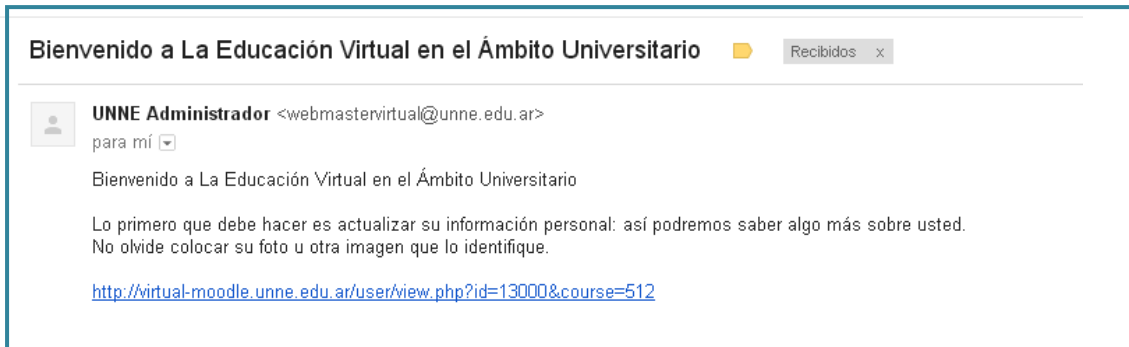 Bienvenido a La Educación Virtual en el Ámbito Universitario Recibidos x
UNNE Administrador <webmastervirtual@unne.edu.ar>
para mí
Bienvenido a La Educación Virtual en el Ámbito Universitario
Lo primero que debe hacer es actualizar su información personal: así podremos saber algo más sobre usted.
No olvide colocar su foto u otra imagen que lo identifique.
http://virtual-moodle.unne.edu.ar/user/view.php?id=13000&course=512